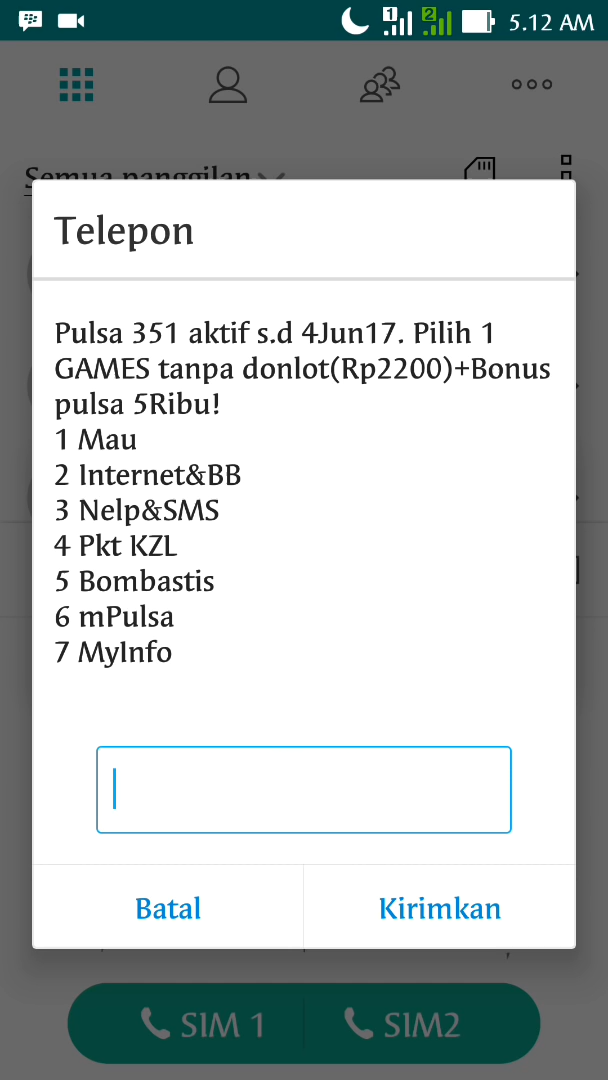 1
2
5.12 AM
Semua panggilan
Telepon
Pulsa 351 aktif s.d 4Jun17. Pilih 1
GAMES tanpa donlot(Rp2200)+Bonus
pulsa 5Ribu!
1 Mau
2 Internet&BB
3 Nelp&SMS
4 Pkt KZL
5 Bombastis
6 mPulsa
7 MyInfo
Batal
Kirimkan
SIM 1
SIM2